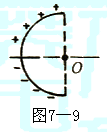 + + + +
O
- - - -
图7—9